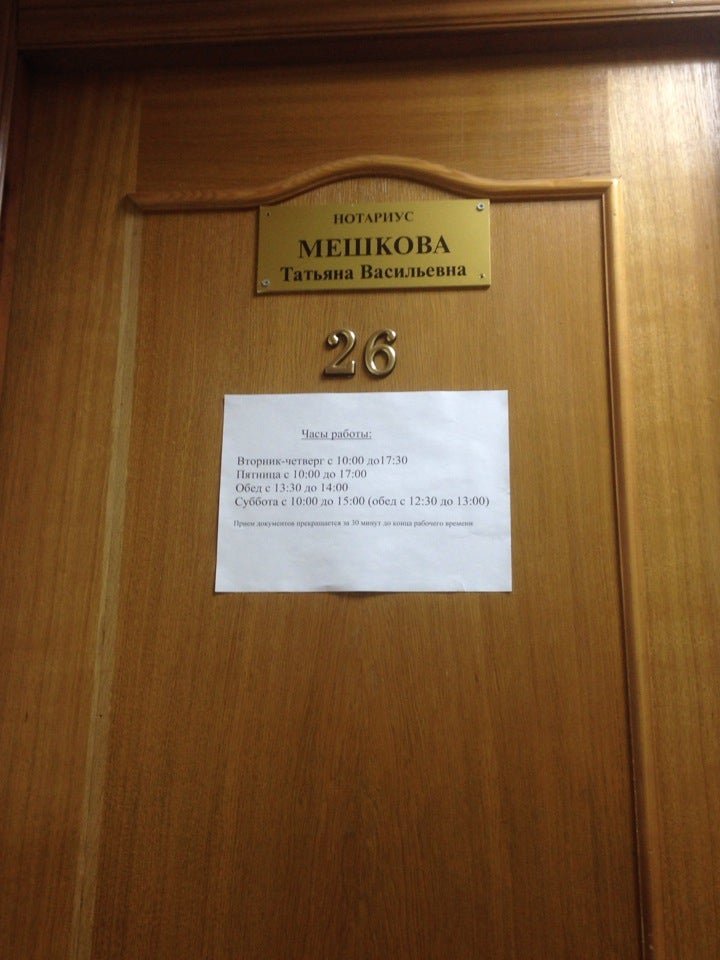 НОТАРИУС
МЕШКОВА
Татьяна Васильевна
26
Часы работы:
Вторник-четверг с 10:00 до17:30
Пятница с 10:00 до 17:00
Обед с 13:30 до 14:00
Суббота с 10:00 до 15:00 (обед с 12:30 до 13:00)
Прием документов прекращается за 30 минут до конца рабочего времени